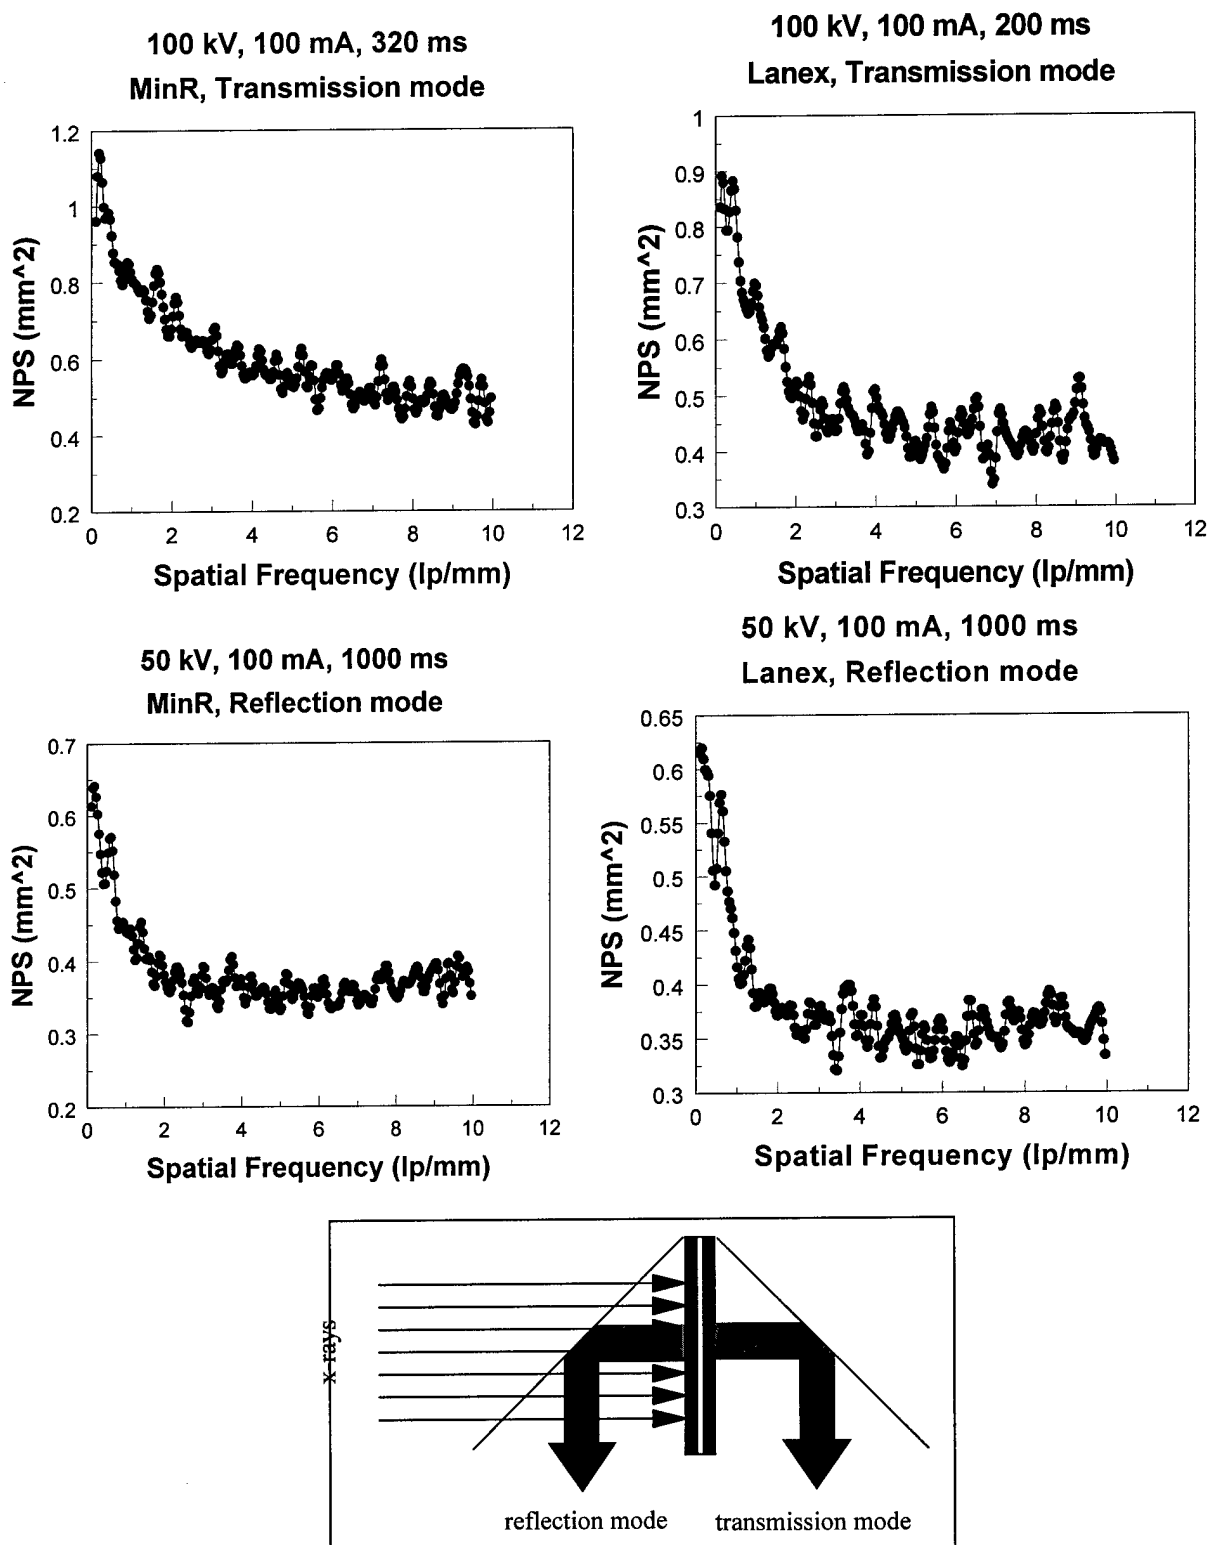 100 kV, 100 mA, 320 ms
MinR, Transmission mode
1.2
1
0.8
0.6
0.4
0.2
NPS (mm^2)
0 2 4 6 8 10 12
Spatial Frequency (lp/mm)
100 kV, 100 mA, 200 ms
Lanex, Transmission mode
1
0.9
0.8
0.7
0.6
0.5
0.4
0.3
NPS (mm^2)
0 2 4 6 8 10 12
Spatial Frequency (lp/mm)
50 kV, 100 mA, 1000 ms
MinR, Reflection mode
0.7
0.6
0.5
0.4
0.3
0.2
NPS (mm^2)
0 2 4 6 8 10 12
Spatial Frequency (lp/mm)
50 kV, 100 mA, 1000 ms
Lanex, Reflection mode
0.65
0.6
0.55
0.5
0.45
0.4
0.35
0.3
NPS (mm^2)
0 2 4 6 8 10 12
Spatial Frequency (lp/mm)
x-rays
reflection mode transmission mode